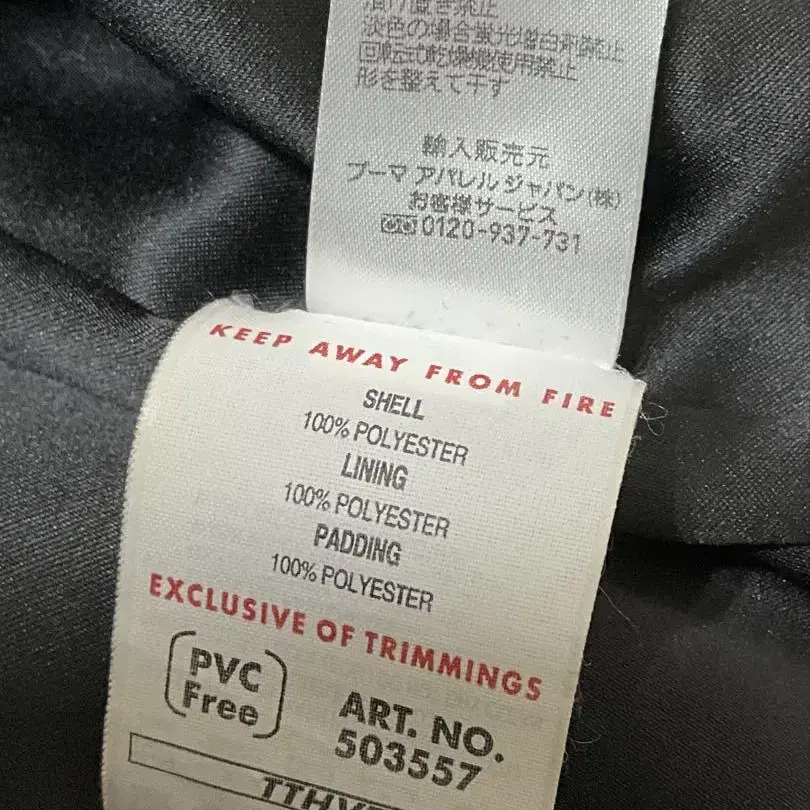 淡色の場合蛍光増白剤禁止
回転式乾燥機使用禁止
形を整えて干す
輸入販売元
プーマ アパレル ジャパン(株)
お客様サービス
0120-937-731
KEEP AWAY FROM FIRE
SHELL
100% POLYESTER
LINING
100% POLYESTER
PADDING
100% POLYESTER
EXCLUSIVE OF TRIMMINGS
PVC
Free
ART. NO.
503557